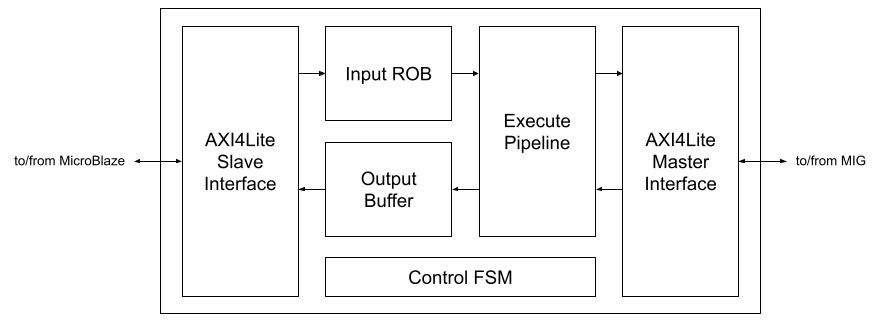 to/from MicroBlaze
AXI4Lite
Slave
Interface
Input ROB
Output
Buffer
Execute
Pipeline
Control FSM
AXI4Lite
Master
Interface
to/from MIG